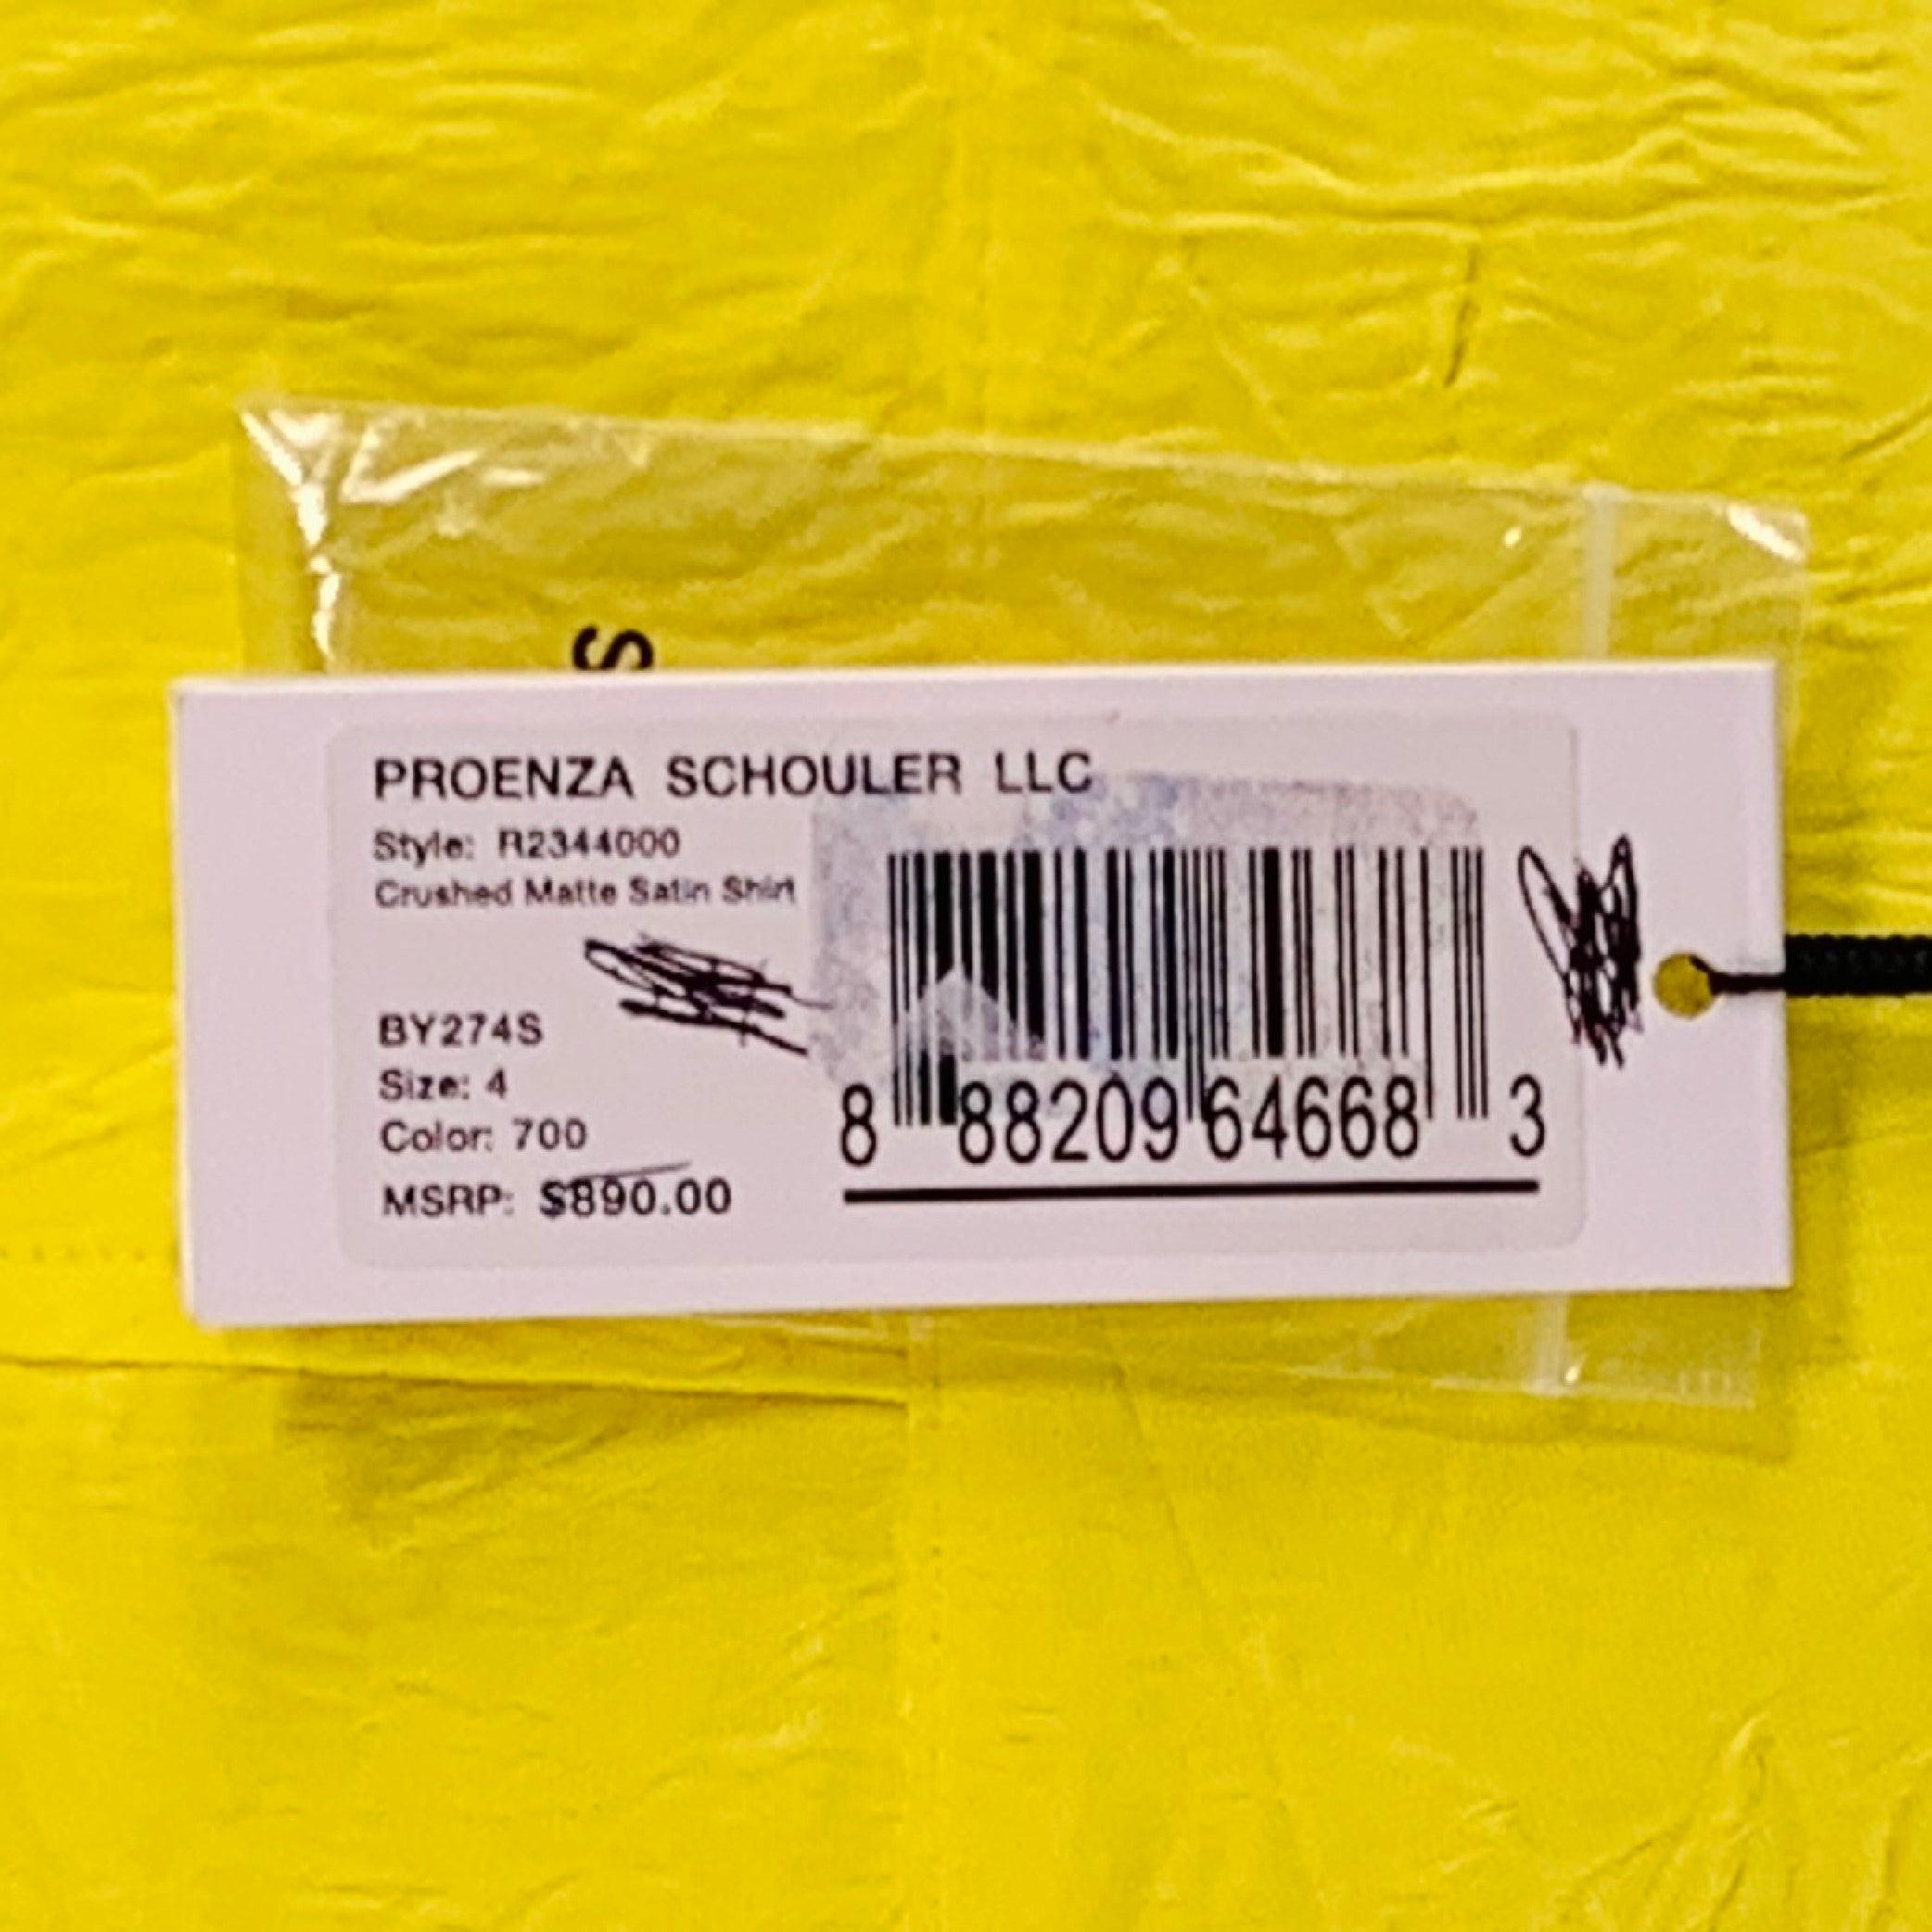 S
PROENZA SCHOULER LLC
Style: R2344000
Crushed Matte Satin Shirt
BY274S
Size: 4
Color: 700
MSRP: $890.00
8 88209 64668 3